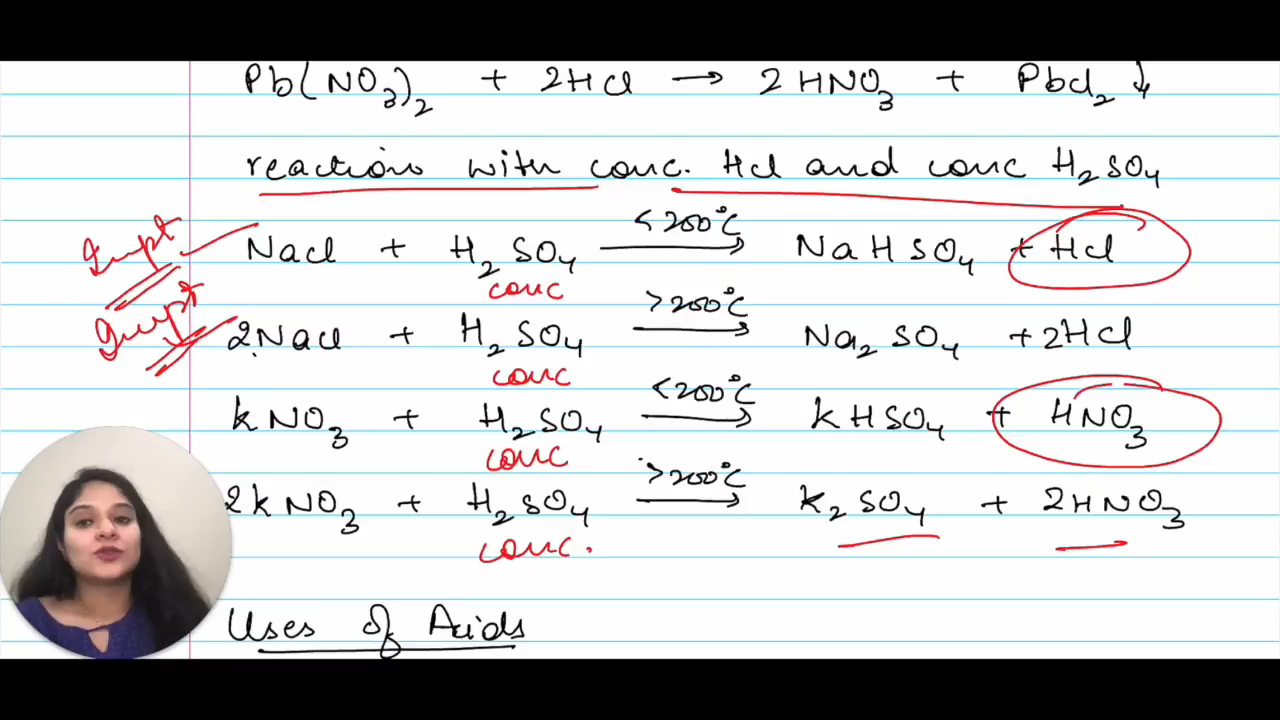 Pb(NO₃)₂ + 2HCl → 2HNO₃ + PbCl₂ ↓
reaction with conc. HCl and conc H₂SO₄
Impt NaCl + H₂SO₄ <200°C → NaHSO₄ + HCl
conc
Impt 2NaCl + H₂SO₄ >200°C → Na₂SO₄ + 2HCl
conc
kNO₃ + H₂SO₄ <200°C → kHSO₄ + HNO₃
conc
2kNO₃ + H₂SO₄ >200°C → k₂SO₄ + 2HNO₃
conc.
Uses of Acids